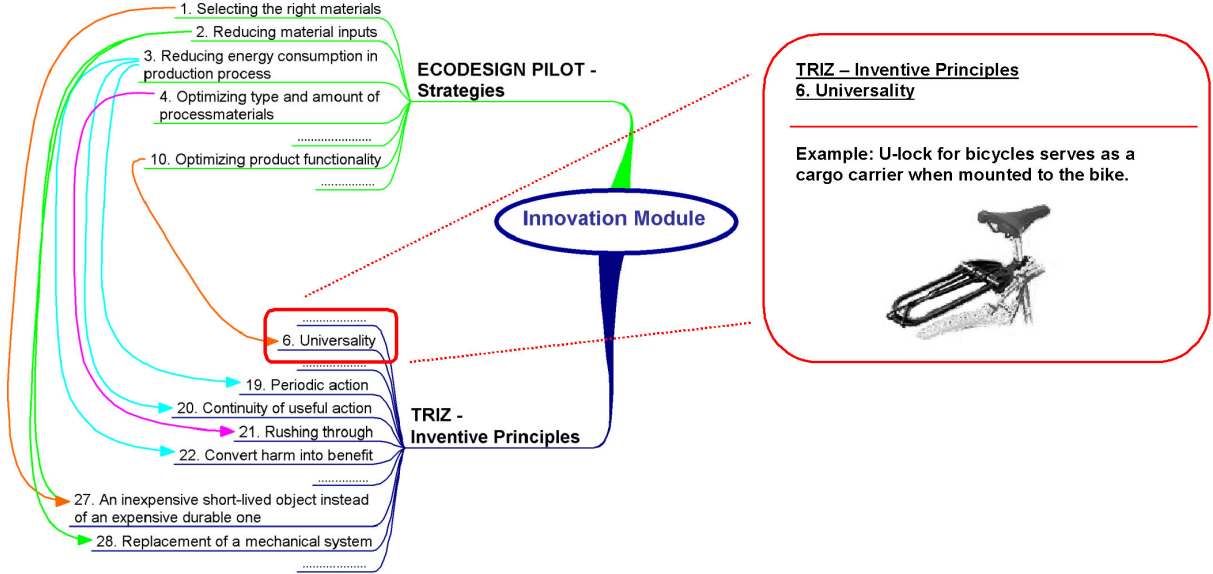 1. Selecting the right materials
2. Reducing material inputs
3. Reducing energy consumption in
production process
4. Optimizing type and amount of
processmaterials
......................
10. Optimizing product functionality
................
ECODESIGN PILOT -
Strategies
Innovation Module
...................
6. Universality
....................
19. Periodic action
20. Continuity of useful action
21. Rushing through
22. Convert harm into benefit
...............
27. An inexpensive short-lived object instead
of an expensive durable one
28. Replacement of a mechanical system
...................
TRIZ -
Inventive Principles
TRIZ – Inventive Principles
6. Universality
Example: U-lock for bicycles serves as a
cargo carrier when mounted to the bike.